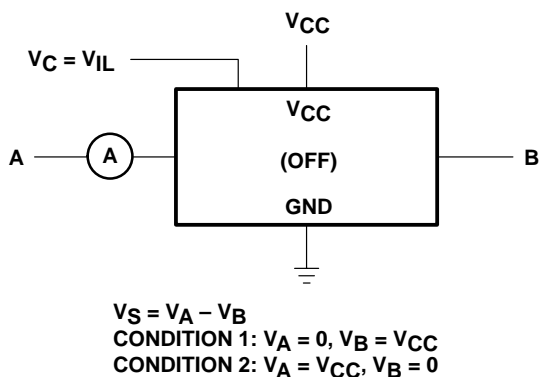 VCC
VC = VIL
VCC
A
A
(OFF)
B
GND
VS = VA – VB
CONDITION 1: VA = 0, VB = VCC
CONDITION 2: VA = VCC, VB = 0